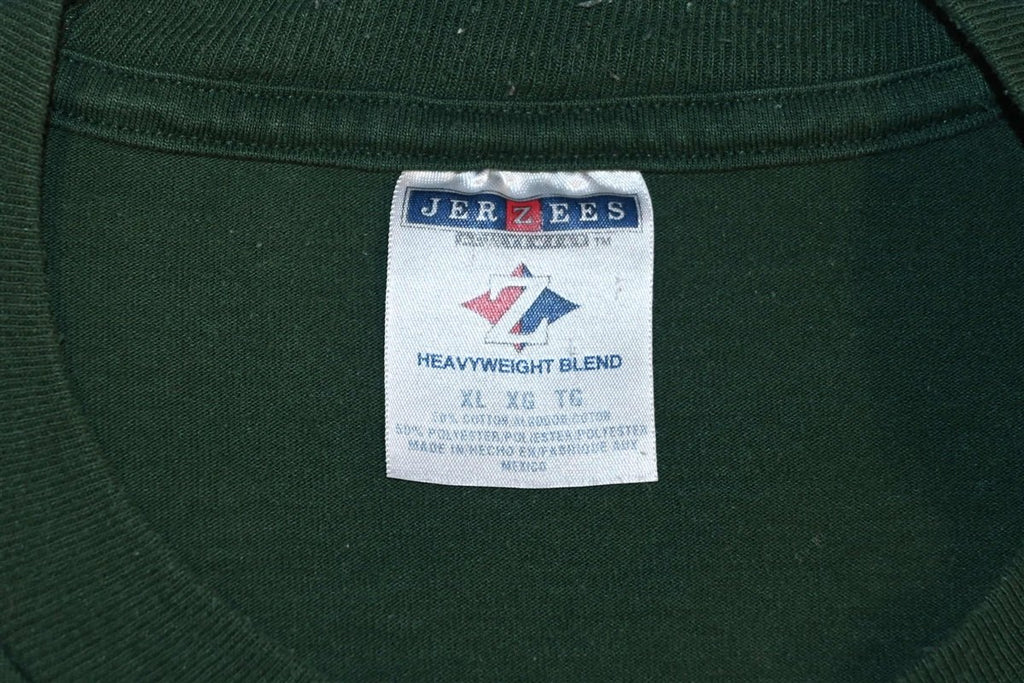 JERZEES
TM
Z
HEAVYWEIGHT BLEND
XL XG TG
50% COTTON/ALGODON/COTON
50% POLYESTER/POLIESTER/POLYESTER
MADE IN/HECHO EN/FABRIQUE AUX
MEXICO